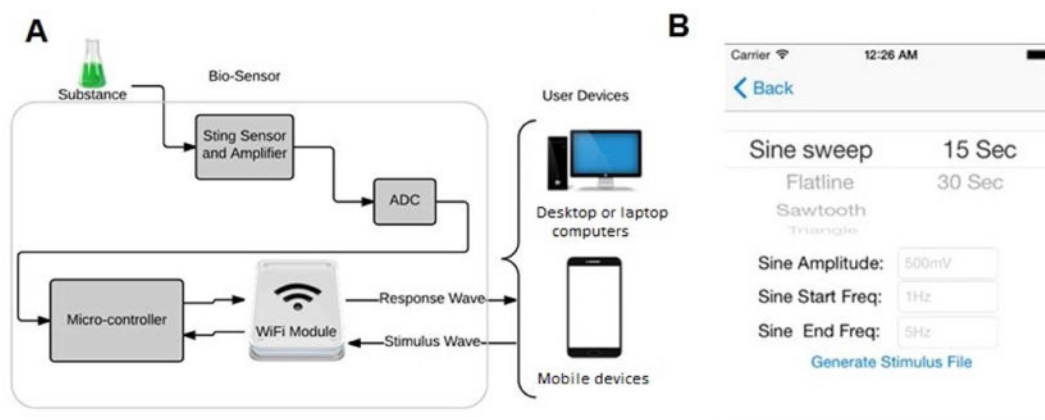 A
Substance
Bio-Sensor
Sting Sensor
and Amplifier
ADC
Micro-controller
WiFi Module
Response Wave
Stimulus Wave
User Devices
Desktop or laptop
computers
Mobile devices
B
Carrier 12:26 AM
Back
Sine sweep 15 Sec
Flatline 30 Sec
Sawtooth
Triangle
Sine Amplitude: 500mV
Sine Start Freq: 1Hz
Sine End Freq: 5Hz
Generate Stimulus File